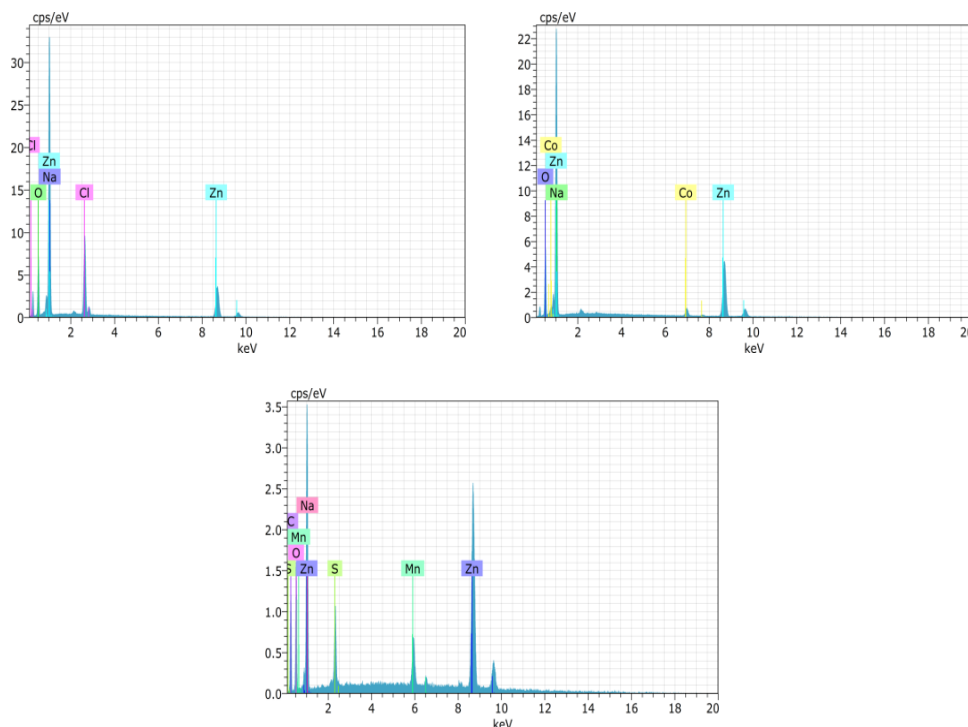 cps/eV
30
25
20
15
10
5
0
Cl
Zn
Na
O
Cl
Zn
2 4 6 8 10 12 14 16 18 20
keV
cps/eV
22
20
18
16
14
12
10
8
6
4
2
0
Co
Zn
O
Na
Co
Zn
2 4 6 8 10 12 14 16 18 20
keV
cps/eV
3.5
3.0
2.5
2.0
1.5
1.0
0.5
0.0
Na
C
Mn
O
S
Zn
S
Mn
Zn
2 4 6 8 10 12 14 16 18 20
keV